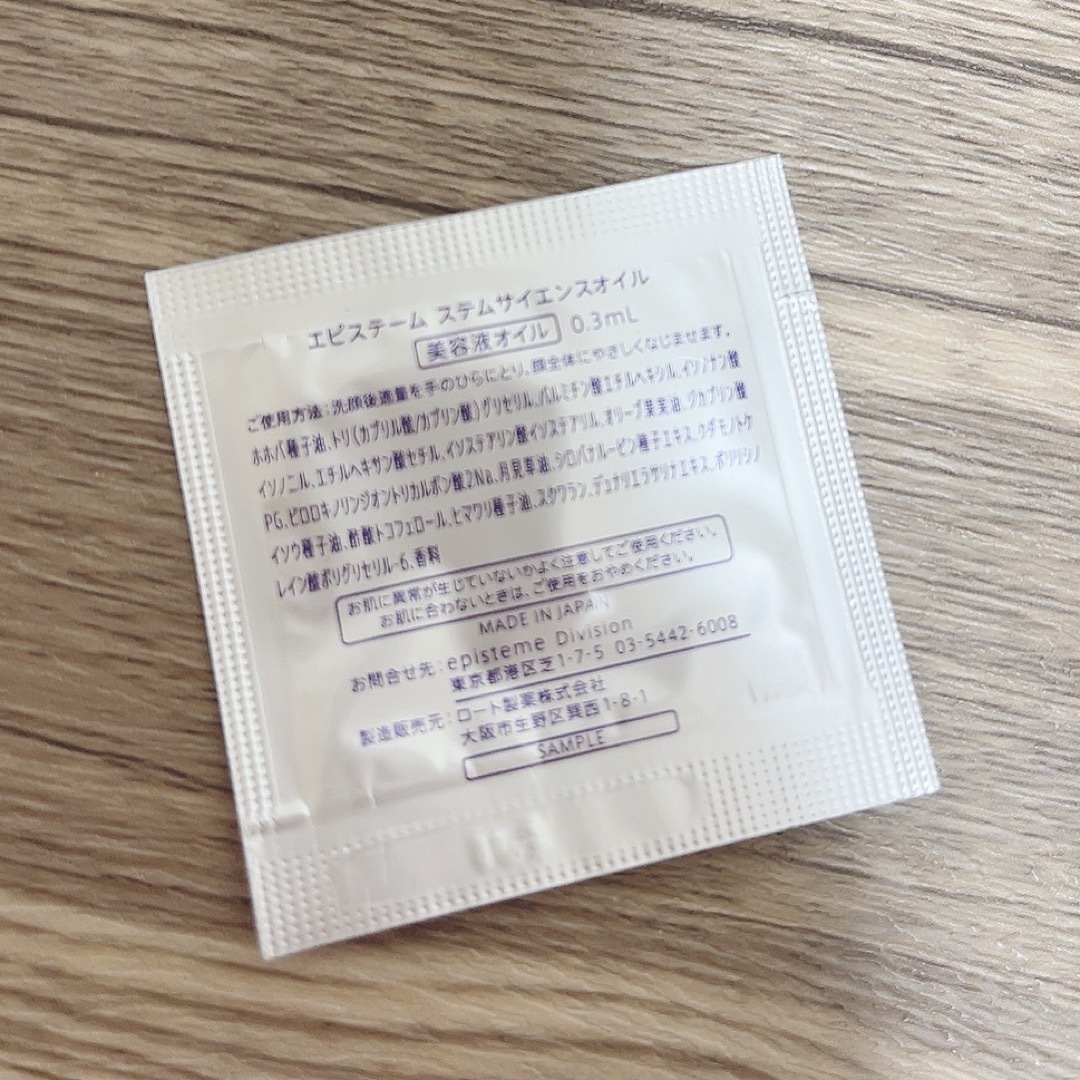 エピステーム ステムサイエンスオイル
美容液オイル 0.3mL
ご使用方法:洗顔後適量を手のひらにとり、顔全体にやさしくなじませます。
ホホバ種子油、トリ(カプリル酸/カプリン酸)グリセリル、パルミチン酸エチルヘキシル、イソノナン酸
イソノニル、エチルヘキサン酸セチル、イソステアリン酸イソステアリル、オリーブ葉油、ジカプリン酸
PG、ピロロキノリンジオントリカルボン酸2Na、月見草油、シロバナルーピン種子エキス、クダモノトケ
イソウ種子油、酢酸トコフェロール、ヒマワリ種子油、スクワラン、デュナリエラサリナエキス、ポリリシノ
レイン酸ポリグリセリル-6、香料
お肌に異常が生じていないかよく注意してご使用ください。
お肌に合わないときは、ご使用をおやめください。
MADE IN JAPAN
お問合せ先:episteme Division
東京都港区芝1-7-5 03-5442-6008
製造販売元:ロート製薬株式会社
大阪市生野区巽西1-8-1
SAMPLE